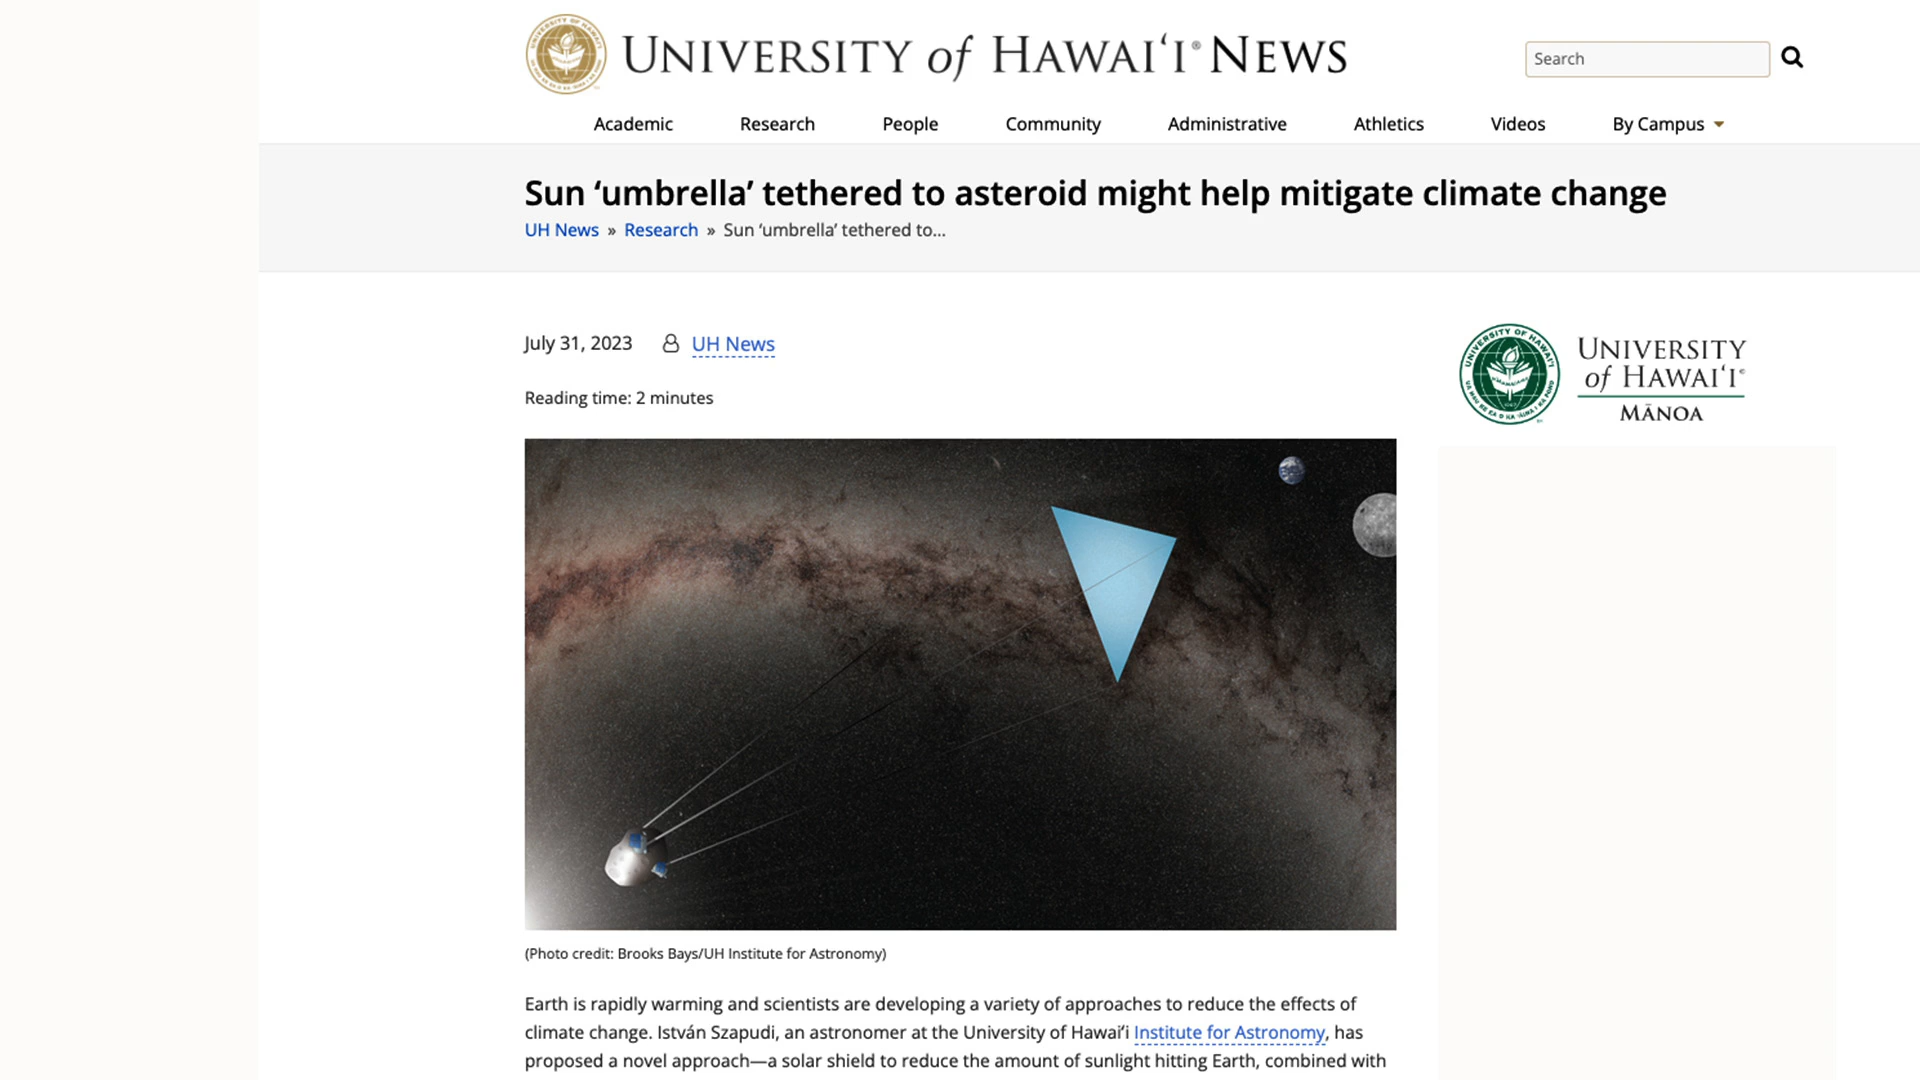 UNIVERSITY of HAWAIʻI® NEWS
Search
Academic Research People Community Administrative Athletics Videos By Campus
Sun ‘umbrella’ tethered to asteroid might help mitigate climate change
UH News » Research » Sun ‘umbrella’ tethered to...
July 31, 2023 UH News
Reading time: 2 minutes
UNIVERSITY
of HAWAIʻI®
MĀNOA
(Photo credit: Brooks Bays/UH Institute for Astronomy)
Earth is rapidly warming and scientists are developing a variety of approaches to reduce the effects of
climate change. István Szapudi, an astronomer at the University of Hawaiʻi Institute for Astronomy, has
proposed a novel approach—a solar shield to reduce the amount of sunlight hitting Earth, combined with